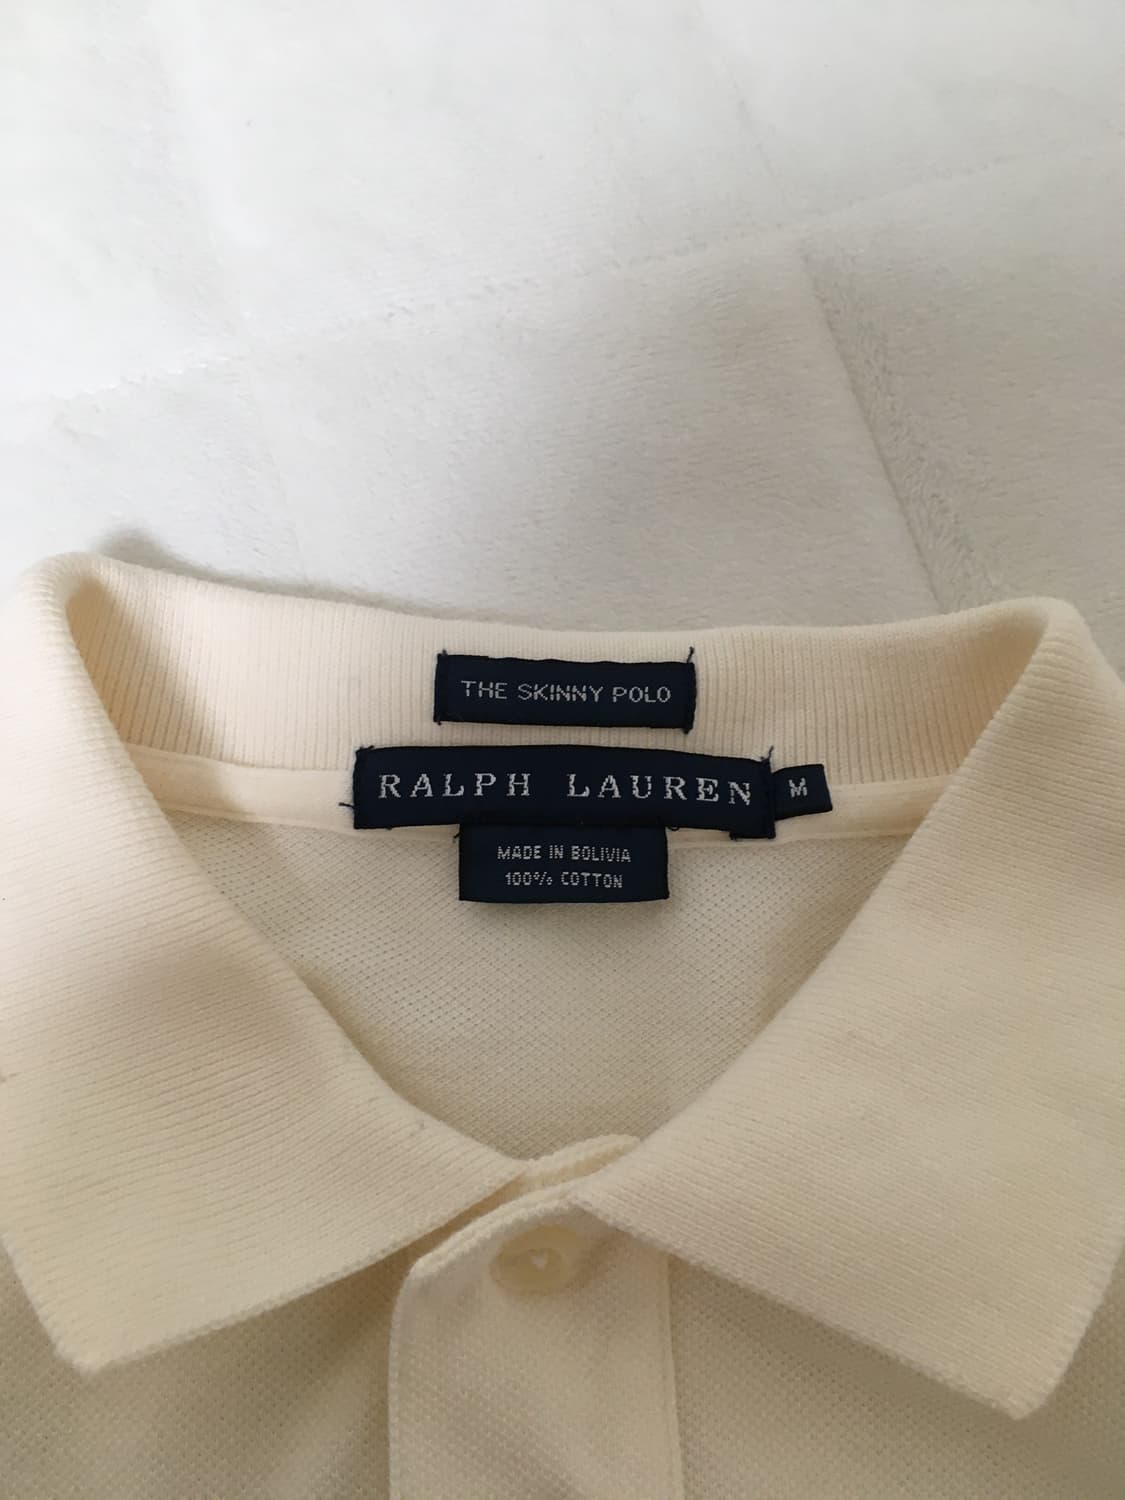 THE SKINNY POLO
RALPH LAUREN
M
MADE IN BOLIVIA
100% COTTON